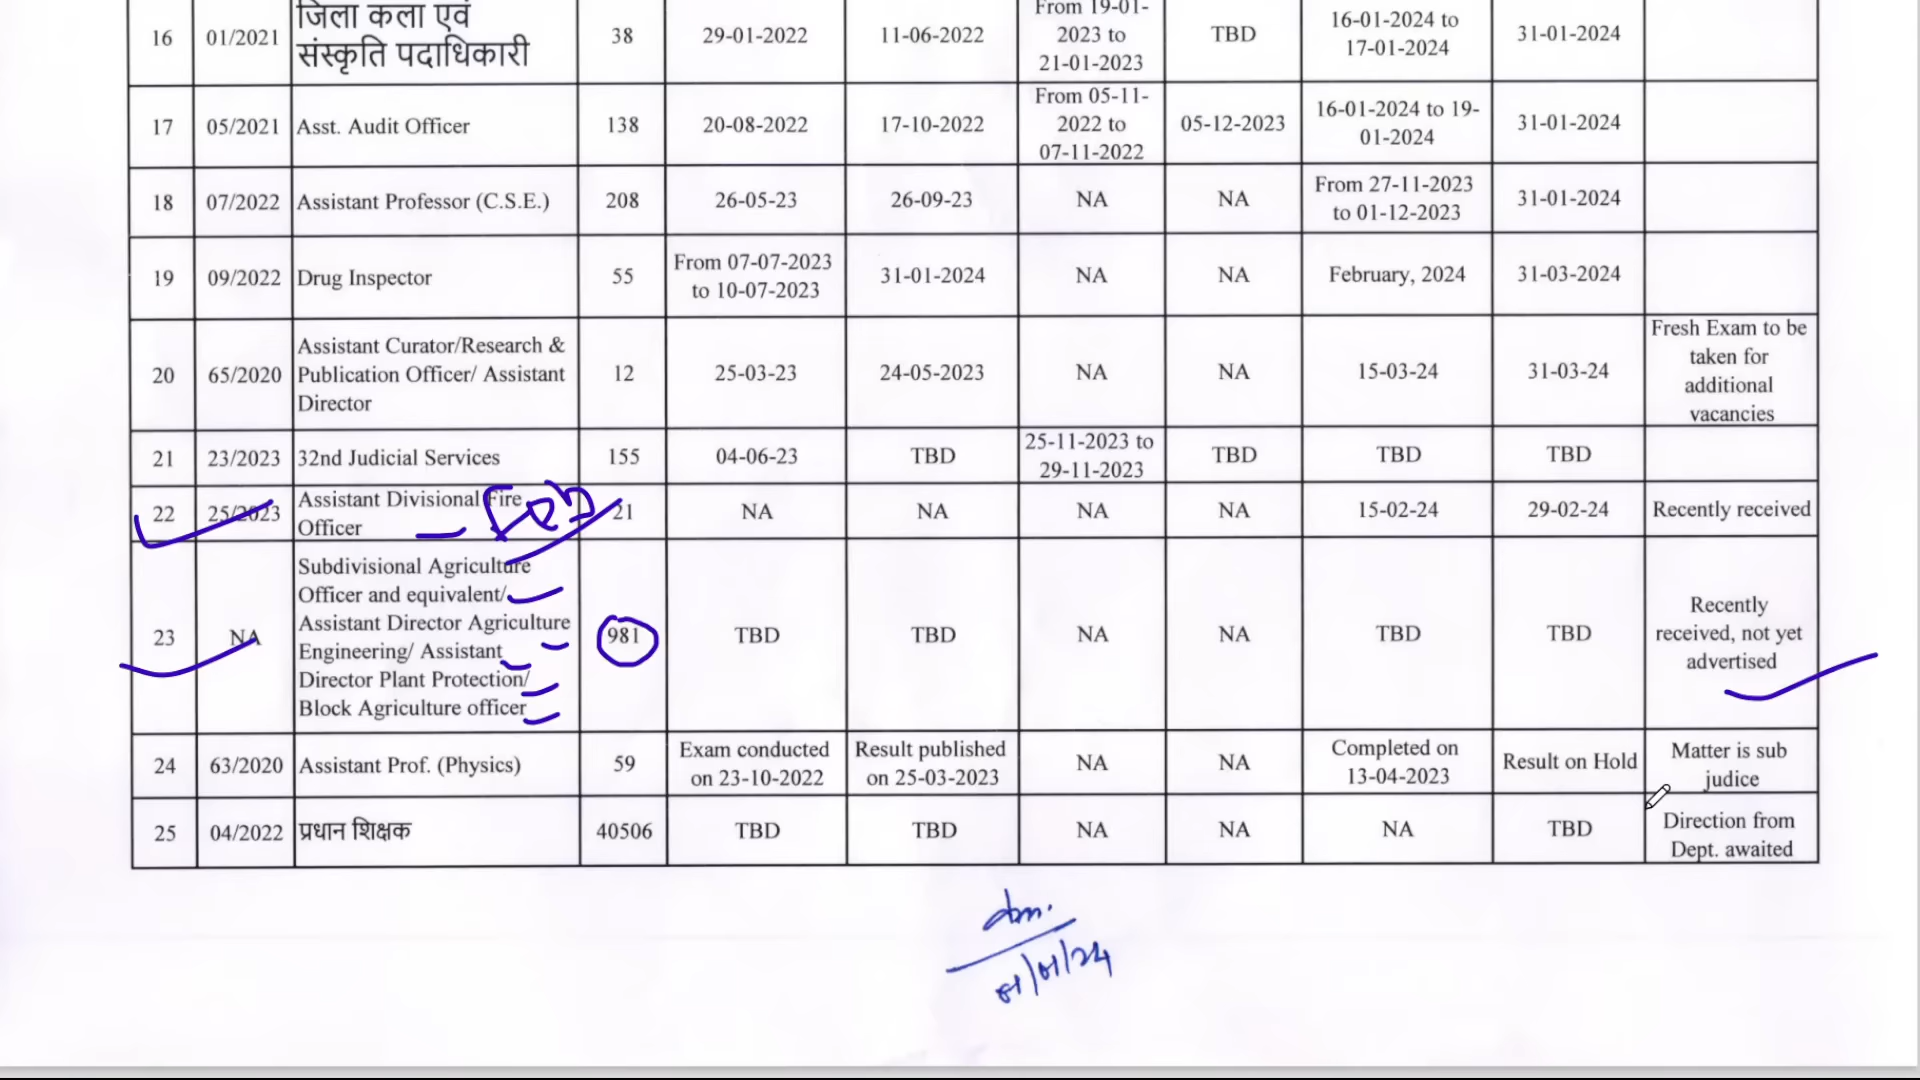 16 01/2021 जिला कला एवं संस्कृति पदाधिकारी 38 29-01-2022 11-06-2022 From 19-01-2023 to 21-01-2023 TBD 16-01-2024 to 17-01-2024 31-01-2024
17 05/2021 Asst. Audit Officer 138 20-08-2022 17-10-2022 From 05-11-2022 to 07-11-2022 05-12-2023 16-01-2024 to 19-01-2024 31-01-2024
18 07/2022 Assistant Professor (C.S.E.) 208 26-05-23 26-09-23 NA NA From 27-11-2023 to 01-12-2023 31-01-2024
19 09/2022 Drug Inspector 55 From 07-07-2023 to 10-07-2023 31-01-2024 NA NA February, 2024 31-03-2024
20 65/2020 Assistant Curator/Research & Publication Officer/ Assistant Director 12 25-03-23 24-05-2023 NA NA 15-03-24 31-03-24 Fresh Exam to be taken for additional vacancies
21 23/2023 32nd Judicial Services 155 04-06-23 TBD 25-11-2023 to 29-11-2023 TBD TBD TBD
22 25/2023 Assistant Divisional Fire Officer Feb 21 NA NA NA NA 15-02-24 29-02-24 Recently received
23 NA Subdivisional Agriculture Officer and equivalent/ Assistant Director Agriculture Engineering/ Assistant Director Plant Protection/ Block Agriculture officer 981 TBD TBD NA NA TBD TBD Recently received, not yet advertised
24 63/2020 Assistant Prof. (Physics) 59 Exam conducted on 23-10-2022 Result published on 25-03-2023 NA NA Completed on 13-04-2023 Result on Hold Matter is sub judice
25 04/2022 प्रधान शिक्षक 40506 TBD TBD NA NA NA TBD Direction from Dept. awaited